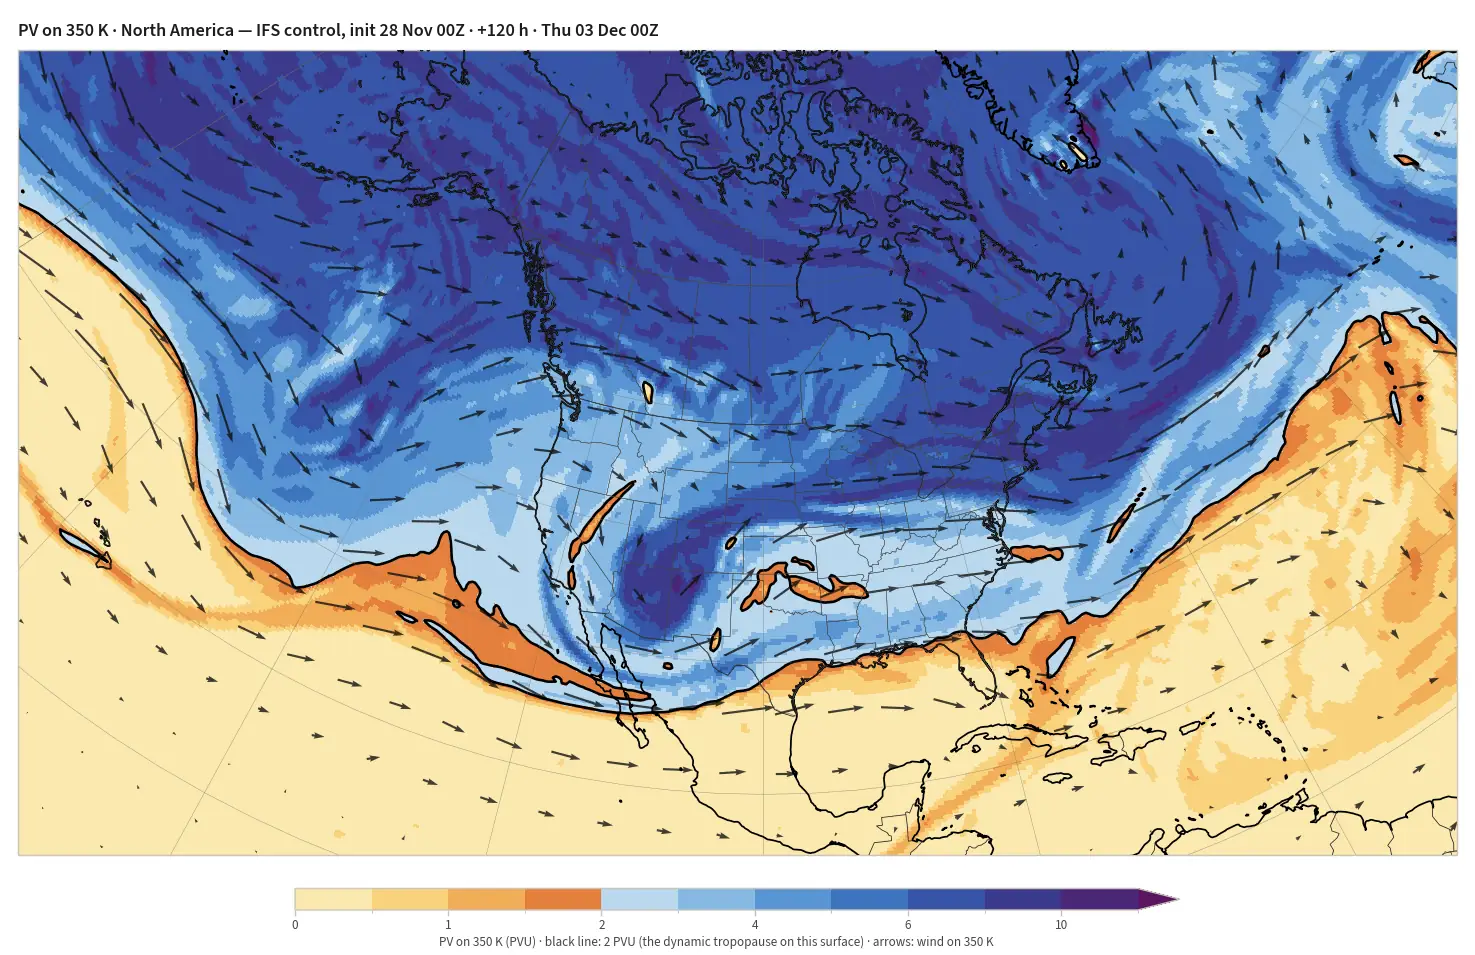 PV on 350 K · North America — IFS control, init 28 Nov 00Z · +120 h · Thu 03 Dec 00Z
0 1 2 4 6 10
PV on 350 K (PVU) · black line: 2 PVU (the dynamic tropopause on this surface) · arrows: wind on 350 K